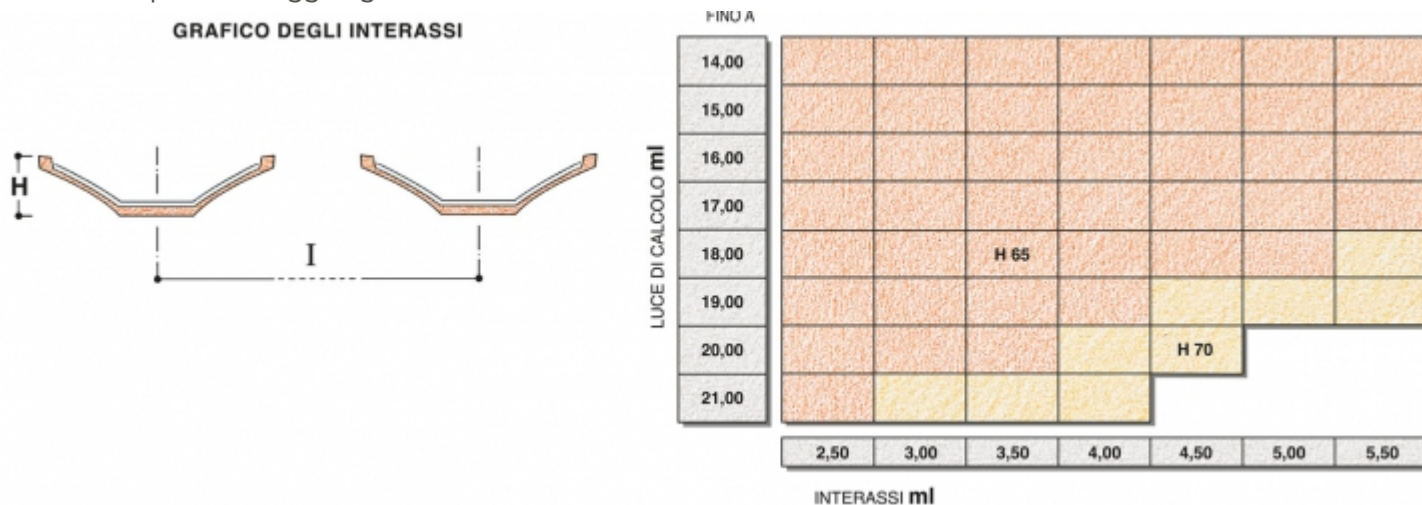 GRAFICO DEGLI INTERASSI
H
I
FINO A
LUCE DI CALCOLO ml
14,00
15,00
16,00
17,00
18,00
19,00
20,00
21,00
H 65
H 70
2,50 3,00 3,50 4,00 4,50 5,00 5,50
INTERASSI ml